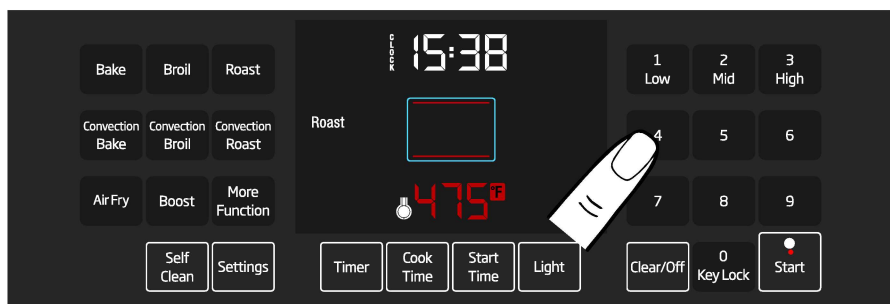 Bake
Broil
Roast
Convection
Bake
Convection
Broil
Convection
Roast
Air Fry
Boost
More
Function
Self
Clean
Settings
CLOCK
15:38
Roast
475°F
Timer
Cook
Time
Start
Time
Light
1
Low
2
Mid
3
High
4
5
6
7
8
9
Clear/Off
0
Key Lock
Start